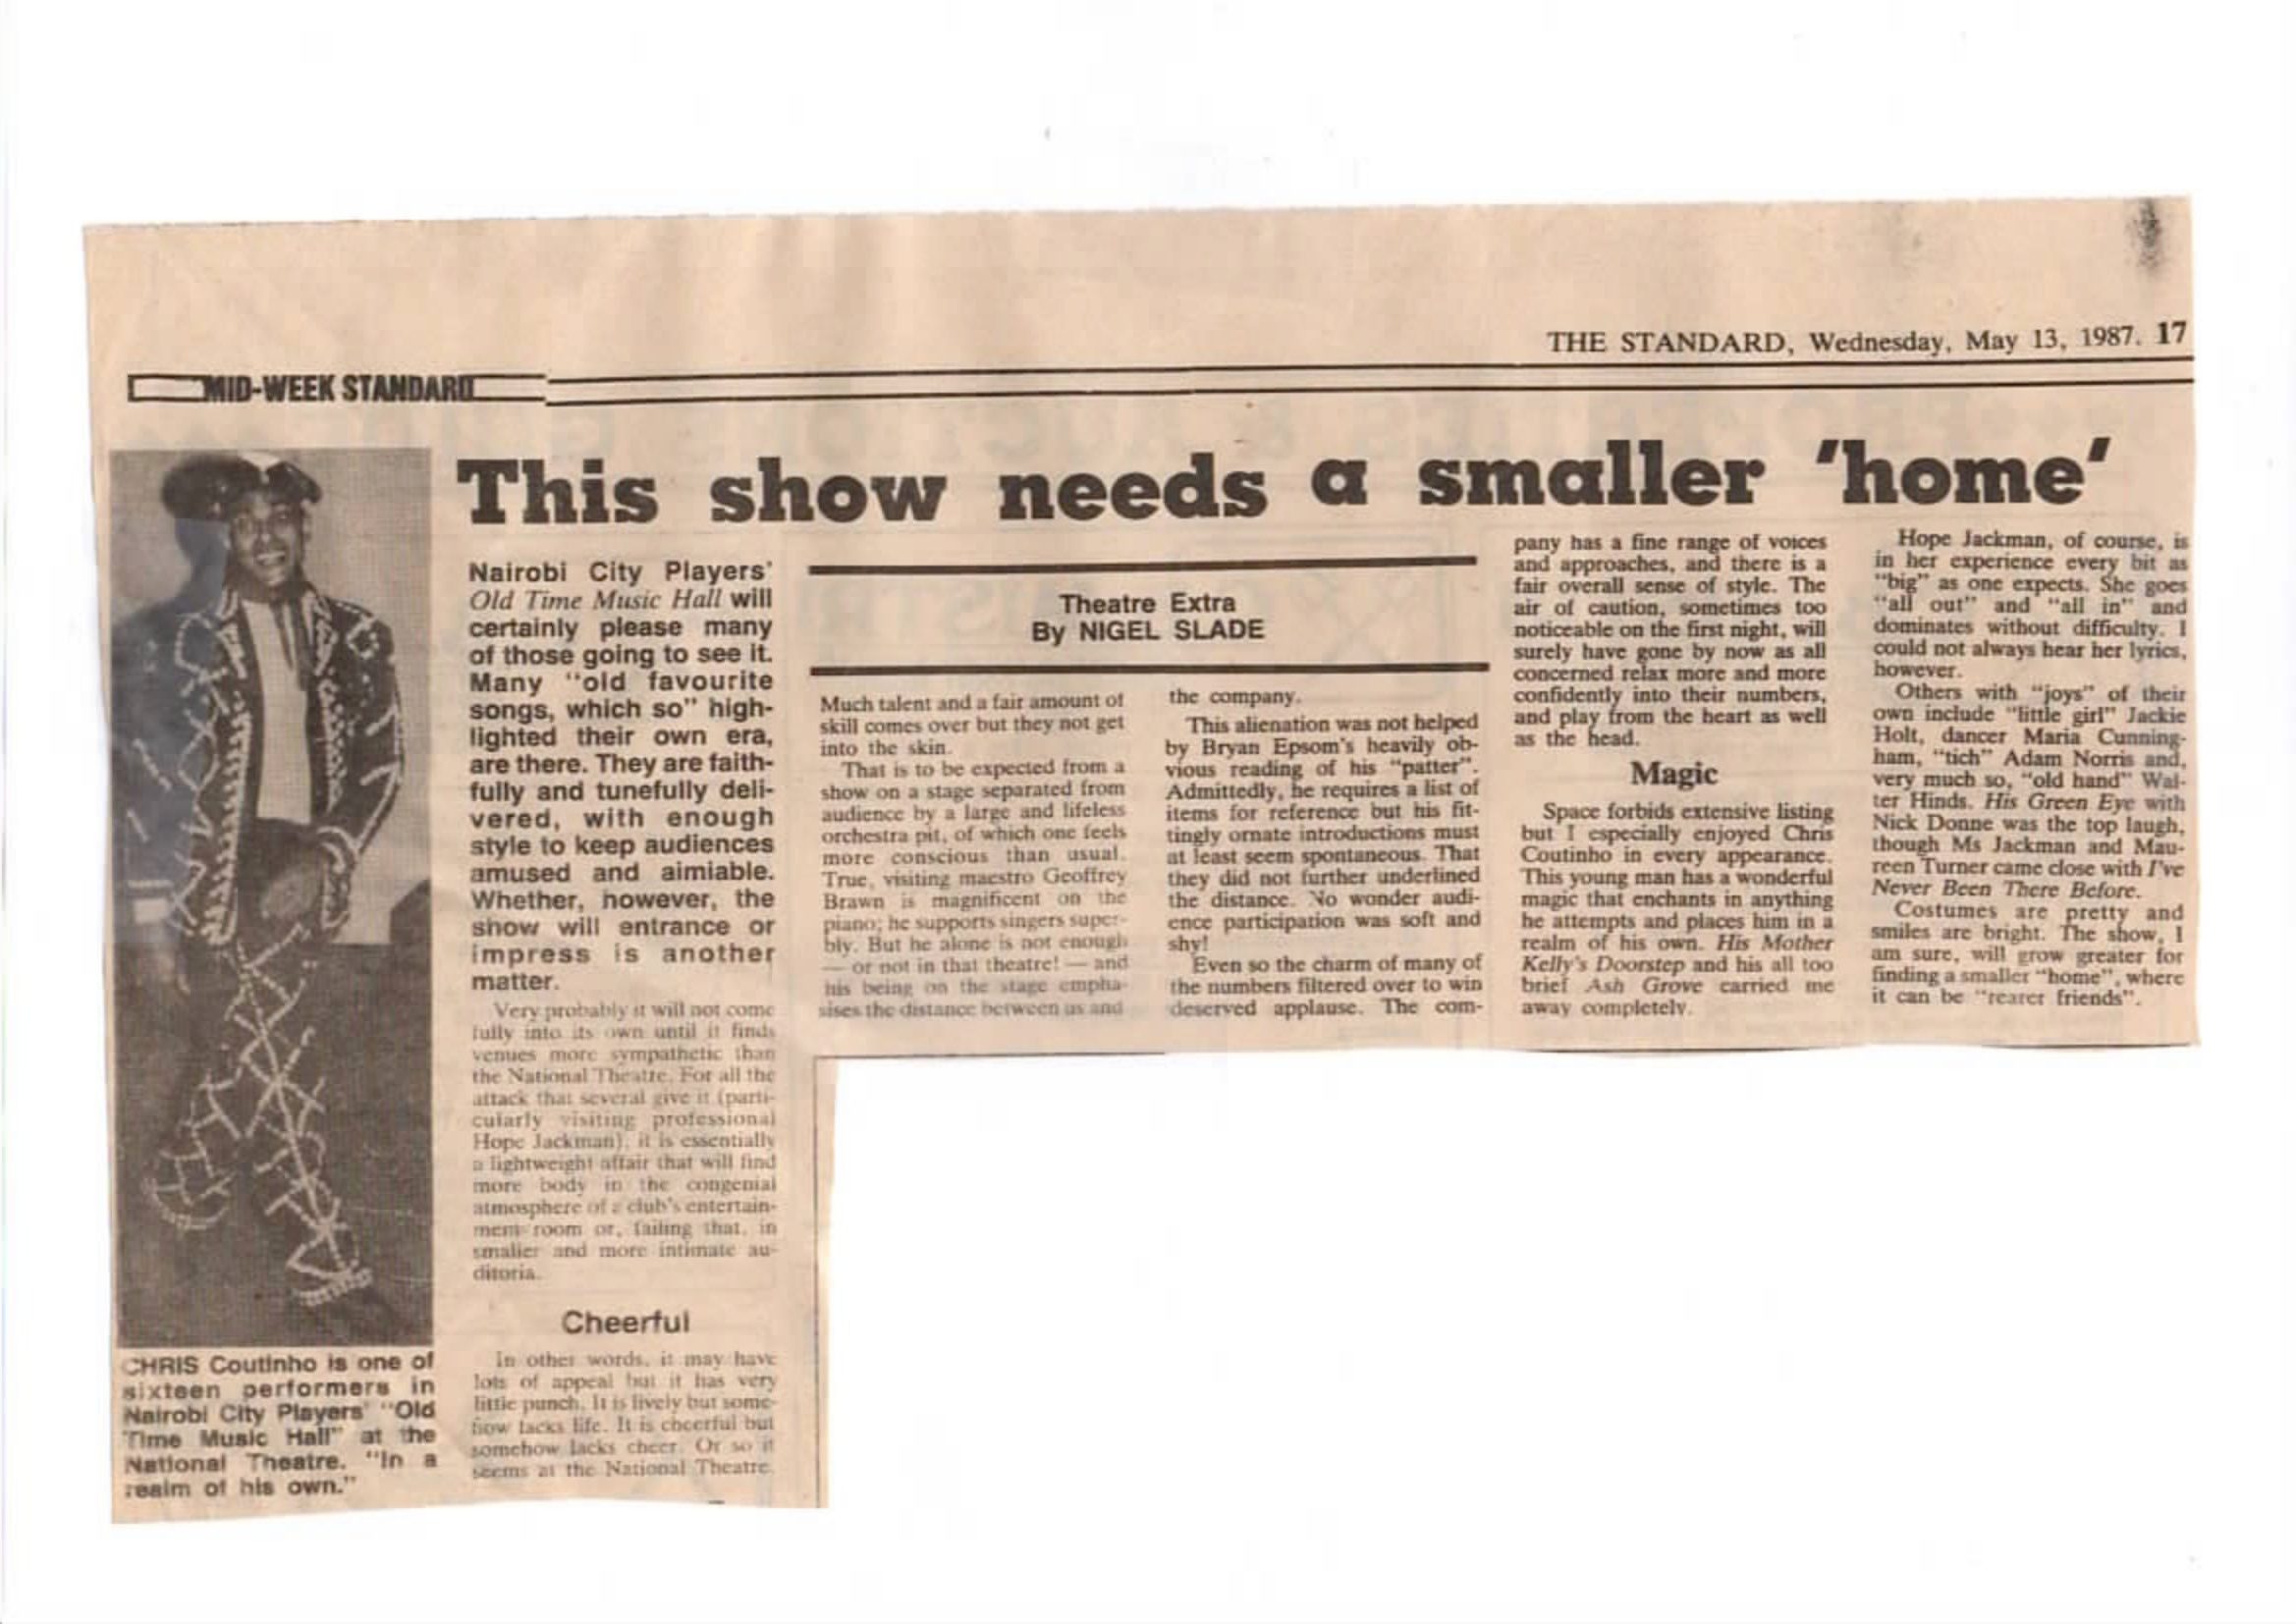 THE STANDARD, Wednesday, May 13, 1987. 17
MID-WEEK STANDARD
This show needs a smaller 'home'
CHRIS Coutinho is one of
sixteen performers in
Nairobi City Players' "Old
Time Music Hall" at the
National Theatre. "In a
realm of his own."
Nairobi City Players'
Old Time Music Hall will
certainly please many
of those going to see it.
Many "old favourite
songs, which so" high-
lighted their own era,
are there. They are faith-
fully and tunefully deli-
vered, with enough
style to keep audiences
amused and aimiable.
Whether, however, the
show will entrance or
impress is another
matter.
Very probably it will not come
fully into its own until it finds
venues more sympathetic than
the National Theatre. For all the
attack that several give it (parti-
cularly visiting professional
Hope Jackman), it is essentially
a lightweight affair that will find
more body in the congenial
atmosphere of a club's entertain-
ment room or, failing that, in
smaller and more intimate au-
ditoria.
Cheerful
In other words, it may have
lots of appeal but it has very
little punch. It is lively but some-
how lacks life. It is cheerful but
somehow lacks cheer. Or so it
seems at the National Theatre.
Theatre Extra
By NIGEL SLADE
Much talent and a fair amount of
skill comes over but they not get
into the skin.
That is to be expected from a
show on a stage separated from
audience by a large and lifeless
orchestra pit, of which one feels
more conscious than usual.
True, visiting maestro Geoffrey
Brawn is magnificent on the
piano; he supports singers super-
bly. But he alone is not enough
— or not in that theatre! — and
his being on the stage empha-
sises the distance between us and
the company.
This alienation was not helped
by Bryan Epsom's heavily ob-
vious reading of his "patter".
Admittedly, he requires a list of
items for reference but his fit-
tingly ornate introductions must
at least seem spontaneous. That
they did not further underlined
the distance. No wonder audi-
ence participation was soft and
shy!
Even so the charm of many of
the numbers filtered over to win
deserved applause. The com-
pany has a fine range of voices
and approaches, and there is a
fair overall sense of style. The
air of caution, sometimes too
noticeable on the first night, will
surely have gone by now as all
concerned relax more and more
confidently into their numbers,
and play from the heart as well
as the head.
Magic
Space forbids extensive listing
but I especially enjoyed Chris
Coutinho in every appearance.
This young man has a wonderful
magic that enchants in anything
he attempts and places him in a
realm of his own. His Mother
Kelly's Doorstep and his all too
brief Ash Grove carried me
away completely.
Hope Jackman, of course, is
in her experience every bit as
"big" as one expects. She goes
"all out" and "all in" and
dominates without difficulty. I
could not always hear her lyrics,
however.
Others with "joys" of their
own include "little girl" Jackie
Holt, dancer Maria Cunning-
ham, "tich" Adam Norris and,
very much so, "old hand" Wal-
ter Hinds. His Green Eye with
Nick Donne was the top laugh,
though Ms Jackman and Mau-
reen Turner came close with I've
Never Been There Before.
Costumes are pretty and
smiles are bright. The show, I
am sure, will grow greater for
finding a smaller "home", where
it can be "rearer friends".